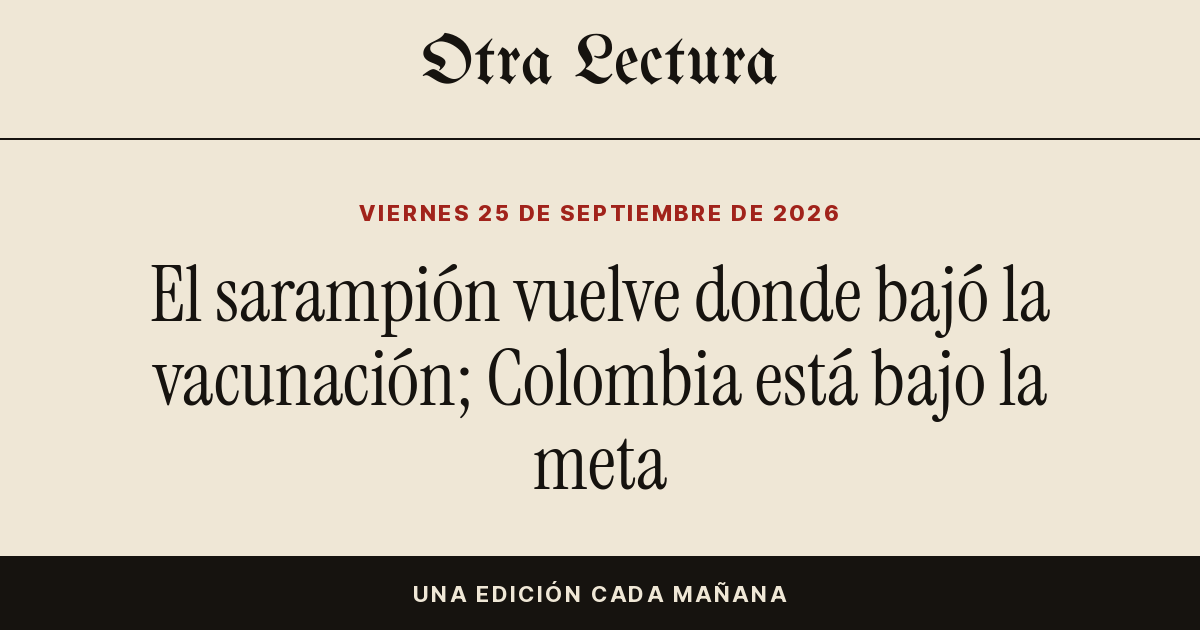 Otra Lectura
VIERNES 25 DE SEPTIEMBRE DE 2026
El sarampión vuelve donde bajó la
vacunación; Colombia está bajo la
meta
UNA EDICIÓN CADA MAÑANA